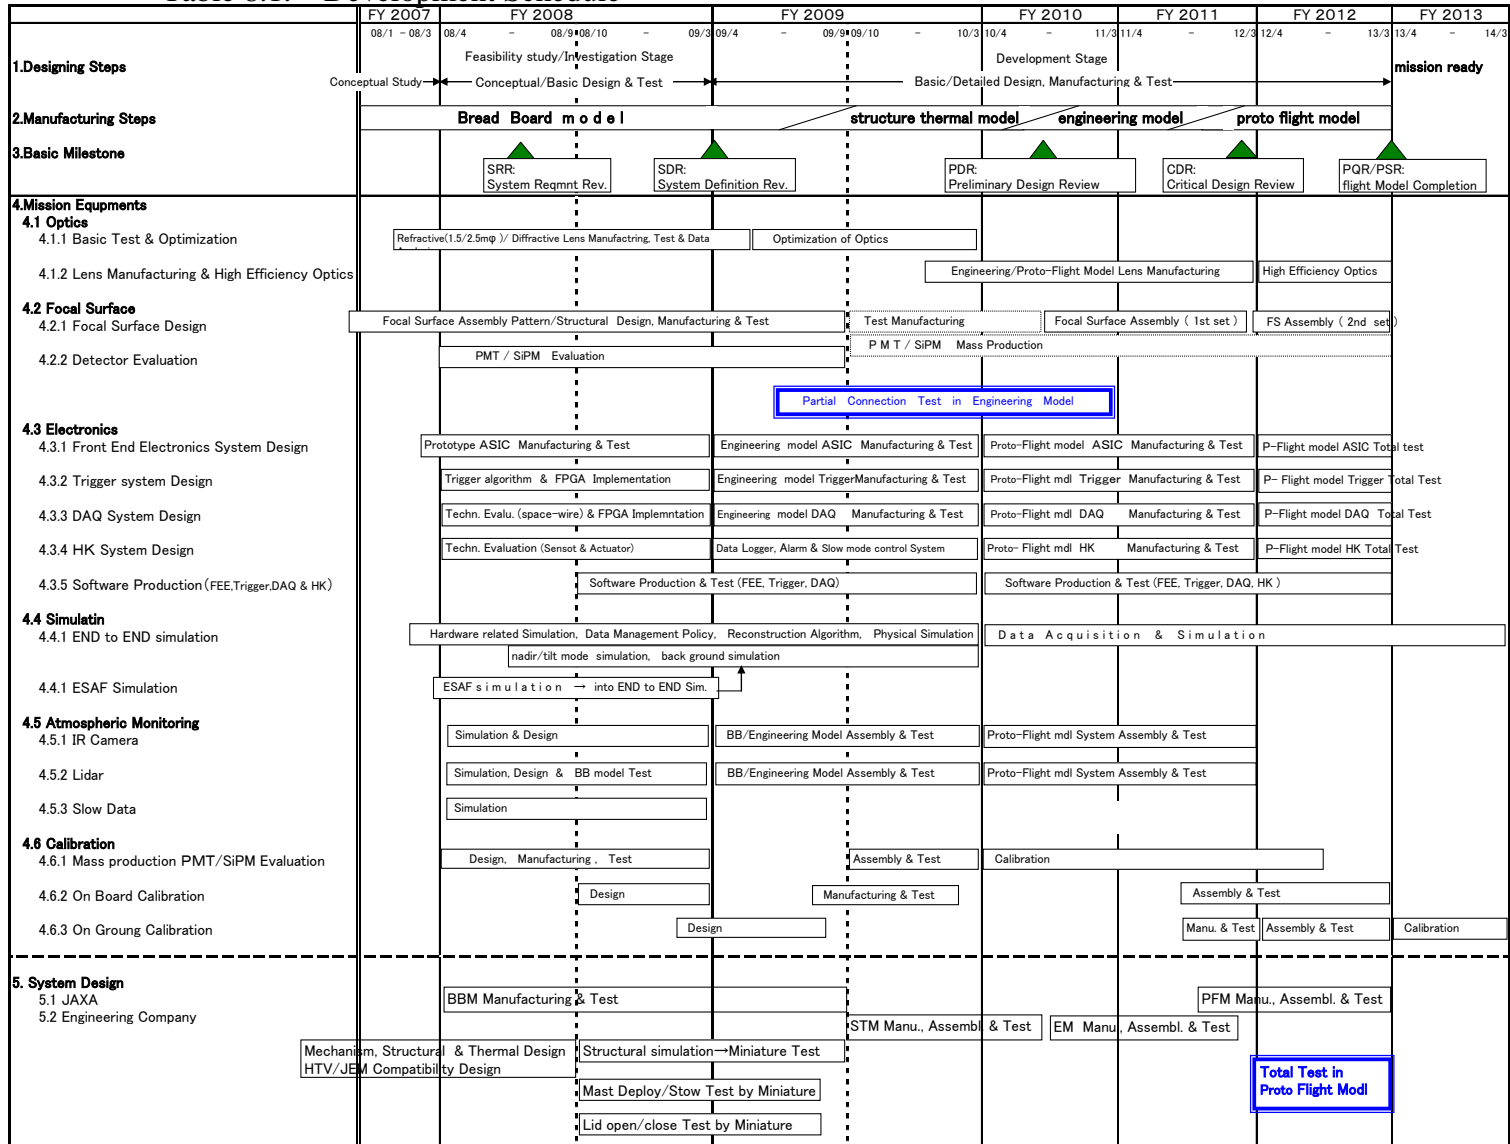 FY 2007 FY 2008 FY 2009 FY 2010 FY 2011 FY 2012 FY 2013
08/1 - 08/3 08/4 - 08/9 08/10 - 09/3 09/4 - 09/9 09/10 - 10/3 10/4 - 11/3 11/4 - 12/3 12/4 - 13/3 13/4 - 14/3
Feasibility study/Investigation Stage Development Stage
1.Designing Steps mission ready
Conceptual Study Conceptual/Basic Design & Test Basic/Detailed Design, Manufacturing & Test
2.Manufacturing Steps Bread Board model structure thermal model engineering model proto flight model
3.Basic Milestone
SRR: SDR: PDR: CDR: PQR/PSR:
System Reqmnt Rev. System Definition Rev. Preliminary Design Review Critical Design Review flight Model Completion
4.Mission Equpments
4.1 Optics
4.1.1 Basic Test & Optimization Refractive(1.5/2.5mφ)/ Diffractive Lens Manufactring, Test & Data Optimization of Optics
4.1.2 Lens Manufacturing & High Efficiency Optics Engineering/Proto-Flight Model Lens Manufacturing High Efficiency Optics
4.2 Focal Surface
4.2.1 Focal Surface Design Focal Surface Assembly Pattern/Structural Design, Manufacturing & Test Test Manufacturing Focal Surface Assembly ( 1st set ) FS Assembly ( 2nd set )
4.2.2 Detector Evaluation PMT / SiPM Evaluation PMT / SiPM Mass Production
Partial Connection Test in Engineering Model
4.3 Electronics
4.3.1 Front End Electronics System Design Prototype ASIC Manufacturing & Test Engineering model ASIC Manufacturing & Test Proto-Flight model ASIC Manufacturing & Test P-Flight model ASIC Total test
4.3.2 Trigger system Design Trigger algorithm & FPGA Implementation Engineering model TriggerManufacturing & Test Proto-Flight mdl Trigger Manufacturing & Test P- Flight model Trigger Total Test
4.3.3 DAQ System Design Techn. Evalu. (space-wire) & FPGA Implemntation Engineering model DAQ Manufacturing & Test Proto-Flight mdl DAQ Manufacturing & Test P-Flight model DAQ Total Test
4.3.4 HK System Design Techn. Evaluation (Sensot & Actuator) Data Logger, Alarm & Slow mode control System Proto- Flight mdl HK Manufacturing & Test P-Flight model HK Total Test
4.3.5 Software Production(FEE,Trigger,DAQ & HK) Software Production & Test (FEE, Trigger, DAQ) Software Production & Test (FEE, Trigger, DAQ, HK )
4.4 Simulatin
4.4.1 END to END simulation Hardware related Simulation, Data Management Policy, Reconstruction Algorithm, Physical Simulation Data Acquisition & Simulation
nadir/tilt mode simulation, back ground simulation
4.4.1 ESAF Simulation ESAF simulation → into END to END Sim.
4.5 Atmospheric Monitoring
4.5.1 IR Camera Simulation & Design BB/Engineering Model Assembly & Test Proto-Flight mdl System Assembly & Test
4.5.2 Lidar Simulation, Design & BB model Test BB/Engineering Model Assembly & Test Proto-Flight mdl System Assembly & Test
4.5.3 Slow Data Simulation
4.6 Calibration
4.6.1 Mass production PMT/SiPM Evaluation Design, Manufacturing , Test Assembly & Test Calibration
4.6.2 On Board Calibration Design Manufacturing & Test Assembly & Test
4.6.3 On Groung Calibration Design Manu. & Test Assembly & Test Calibration
5. System Design
5.1 JAXA BBM Manufacturing & Test PFM Manu., Assembl. & Test
5.2 Engineering Company STM Manu., Assembl. & Test EM Manu., Assembl. & Test
Mechanism, Structural & Thermal Design Structural simulation→Miniature Test
HTV/JEM Compatibility Design
Total Test in
Proto Flight Modl
Mast Deploy/Stow Test by Miniature
Lid open/close Test by Miniature